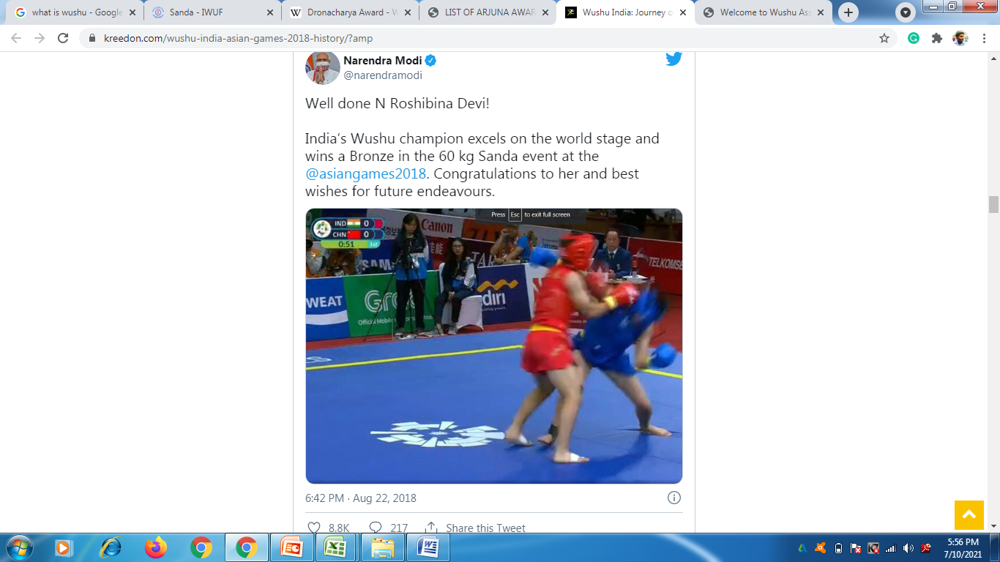 what is wushu - Google
Sanda - IWUF
Dronacharya Award - W
LIST OF ARJUNA AWAR
Wushu India: Journey o
Welcome to Wushu Ass
kreedon.com/wushu-india-asian-games-2018-history/?amp
Narendra Modi
@narendramodi
Well done N Roshibina Devi!
India's Wushu champion excels on the world stage and
wins a Bronze in the 60 kg Sanda event at the
@asiangames2018. Congratulations to her and best
wishes for future endeavours.
Press Esc to exit full screen
IND 0
CHN 0
0:51 1st
Canon
SAM
TAR
TELKOMSE
WEAT
Gr
Official Mobile
diri
6:42 PM · Aug 22, 2018
8.8K 217 Share this Tweet
5:56 PM
7/10/2021